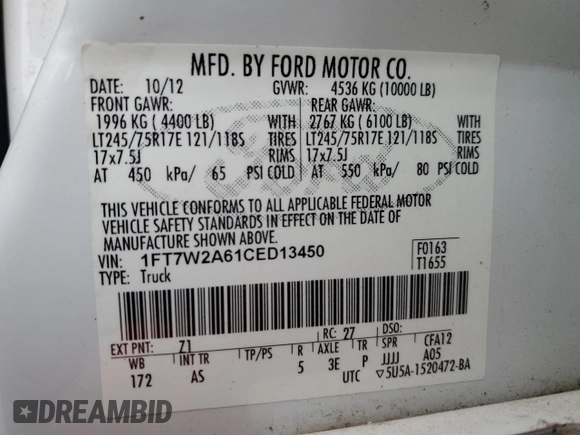 MFD. BY FORD MOTOR CO.
DATE: 10/12 GVWR: 4536 KG (10000 LB)
FRONT GAWR: REAR GAWR:
1996 KG ( 4400 LB) WITH 2767 KG ( 6100 LB) WITH
LT245/75R17E 121/118S TIRES LT245/75R17E 121/118S TIRES
17x7.5J RIMS 17x7.5J RIMS
AT 450 kPa/ 65 PSI COLD AT 550 kPa/ 80 PSI COLD
THIS VEHICLE CONFORMS TO ALL APPLICABLE FEDERAL MOTOR
VEHICLE SAFETY STANDARDS IN EFFECT ON THE DATE OF
MANUFACTURE SHOWN ABOVE.
VIN: 1FT7W2A61CED13450 F0163
TYPE: Truck T1655
EXT PNT: Z1 RC: 27 DSO:
WB INT TR TP/PS R AXLE TR SPR CFA12
172 AS 5 3E P JJJJ A05
UTC ▽5U5A-1520472-BA
DREAMBID